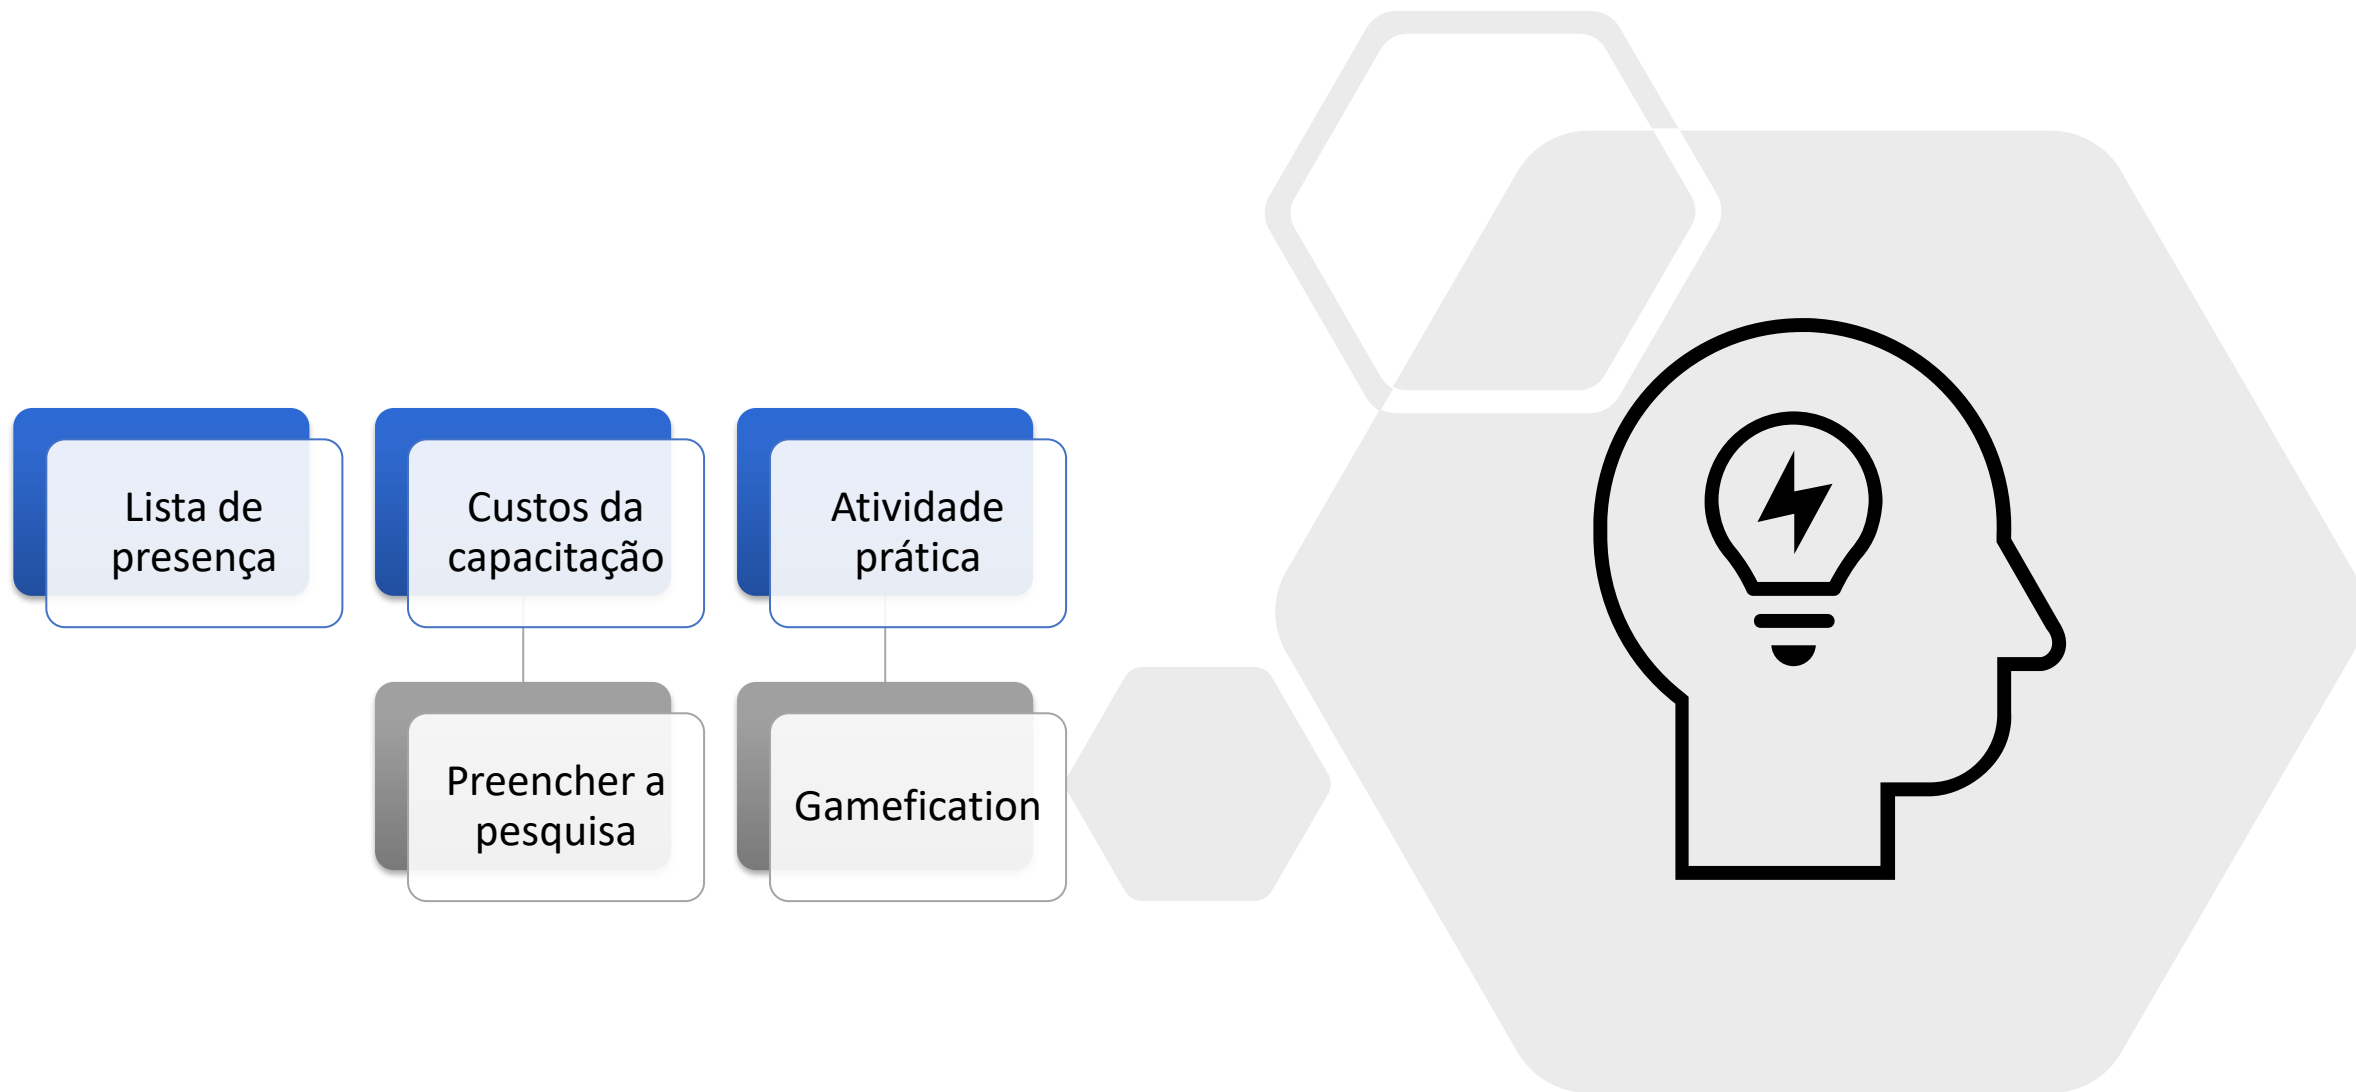 Lista de
presença
Custos da
capacitação
Atividade
prática
Preencher a
pesquisa
Gamefication